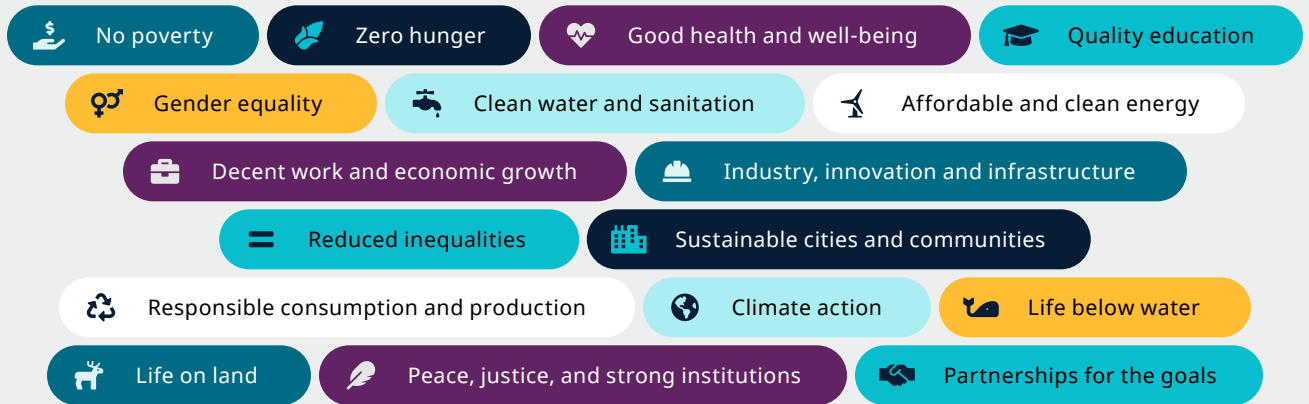 No poverty
Zero hunger
Good health and well-being
Quality education
Gender equality
Clean water and sanitation
Affordable and clean energy
Decent work and economic growth
Industry, innovation and infrastructure
Reduced inequalities
Sustainable cities and communities
Responsible consumption and production
Climate action
Life below water
Life on land
Peace, justice, and strong institutions
Partnerships for the goals